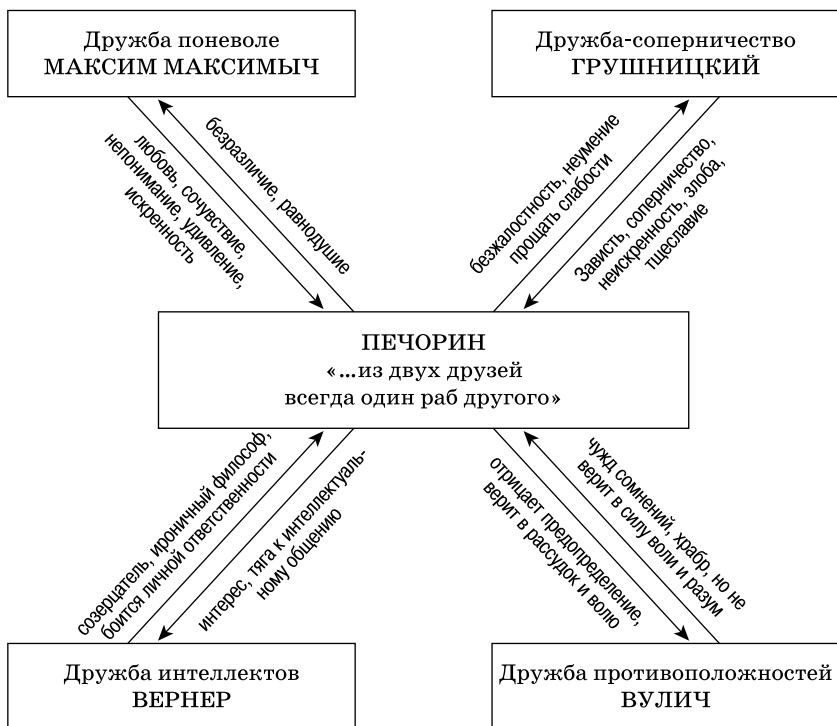 Дружба поневоле
МАКСИМ МАКСИМЫЧ
Дружба-соперничество
ГРУШНИЦКИЙ
любовь, сочувствие,
непонимание, удивление,
искренность
безразличие, равнодушие
безжалостность, неумение
прощать слабости
Зависть, соперничество,
неискренность, злоба,
тщеславие
ПЕЧОРИН
«...из двух друзей
всегда один раб другого»
созерцатель, ироничный философ,
боится личной ответственности
интерес, тяга к интеллектуаль-
ному общению
отрицает предопределение,
верит в рассудок и волю
чужд сомнений, храбр, но не
верит в силу воли и разум
Дружба интеллектов
ВЕРНЕР
Дружба противоположностей
ВУЛИЧ